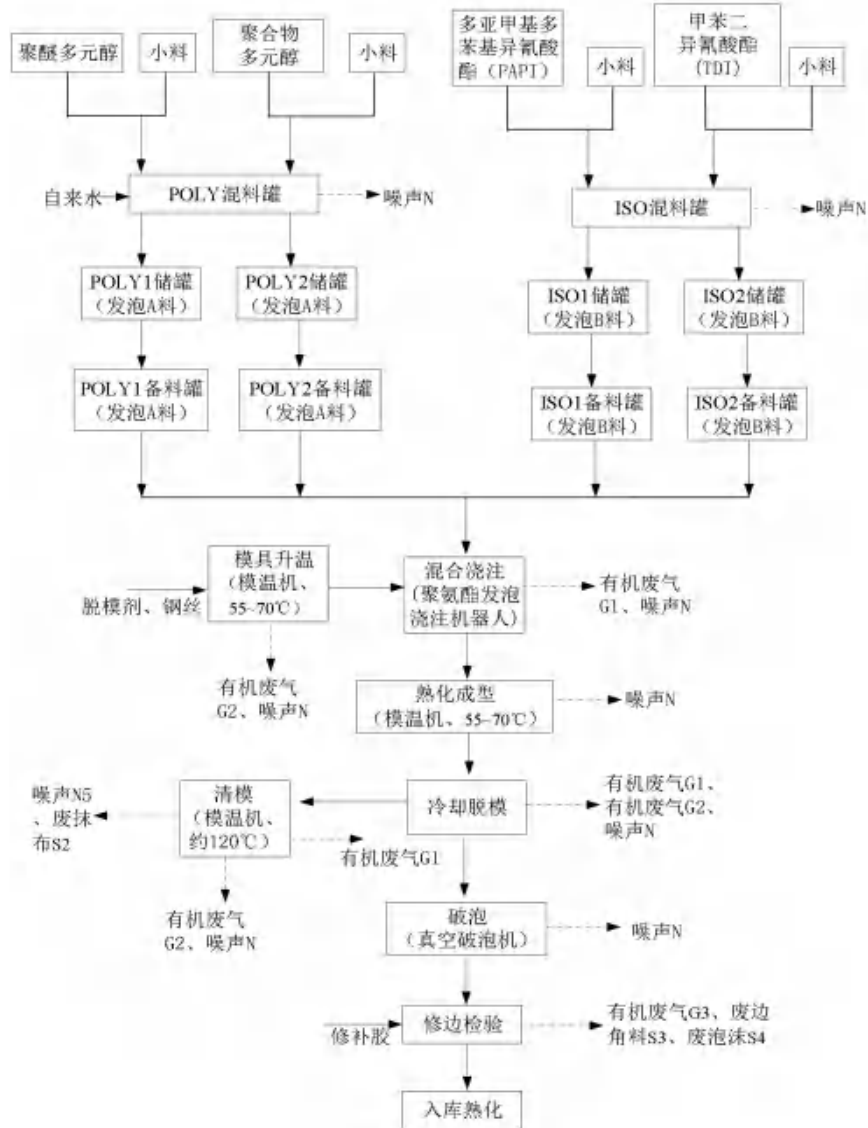 聚醚多元醇
小料
聚合物
多元醇
小料
多亚甲基多
苯基异氰酸
酯（PAPI）
小料
甲苯二
异氰酸酯
(TDI)
小料
自来水
POLY混料罐
噪声N
ISO混料罐
噪声N
POLY1储罐
（发泡A料）
POLY2储罐
（发泡A料）
ISO1储罐
（发泡B料）
ISO2储罐
（发泡B料）
POLY1备料罐
（发泡A料）
POLY2备料罐
（发泡A料）
ISO1备料罐
（发泡B料）
ISO2备料罐
（发泡B料）
脱模剂、钢丝
模具升温
（模温机、
55~70℃）
混合浇注
(聚氨酯发泡
浇注机器人)
有机废气
G1、噪声N
有机废气
G2、噪声N
熟化成型
（模温机、55-70℃）
噪声N
噪声N5
、废抹
布S2
清模
（模温机、
约120℃）
冷却脱模
有机废气G1、
有机废气G2、
噪声N
有机废气G1
有机废气
G2、噪声N
破泡
（真空破泡机）
噪声N
修补胶
修边检验
有机废气G3、废边
角料S3、废泡沫S4
入库熟化